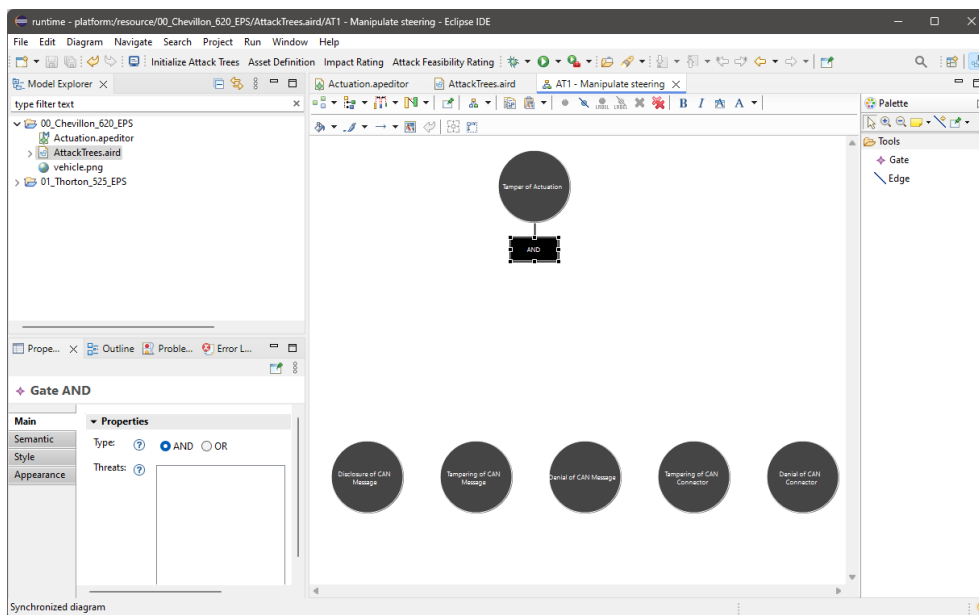 runtime - platform:/resource/00_Chevillon_620_EPS/AttackTrees.aird/AT1 - Manipulate steering - Eclipse IDE
File Edit Diagram Navigate Search Project Run Window Help
Initialize Attack Trees Asset Definition Impact Rating Attack Feasibility Rating
Model Explorer
type filter text
00_Chevillon_620_EPS
Actuation.apeditor
AttackTrees.aird
vehicle.png
01_Thorton_525_EPS
Actuation.apeditor AttackTrees.aird AT1 - Manipulate steering
B I A
Tamper of Actuation
AND
Disclosure of CAN
Message
Tampering of CAN
Message
Denial of CAN Message
Tampering of CAN
Connector
Denial of CAN
Connector
Palette
Tools
Gate
Edge
Prope... Outline Proble... Error L...
Gate AND
Main
Semantic
Style
Appearance
Properties
Type: ? AND OR
Threats: ?
Synchronized diagram